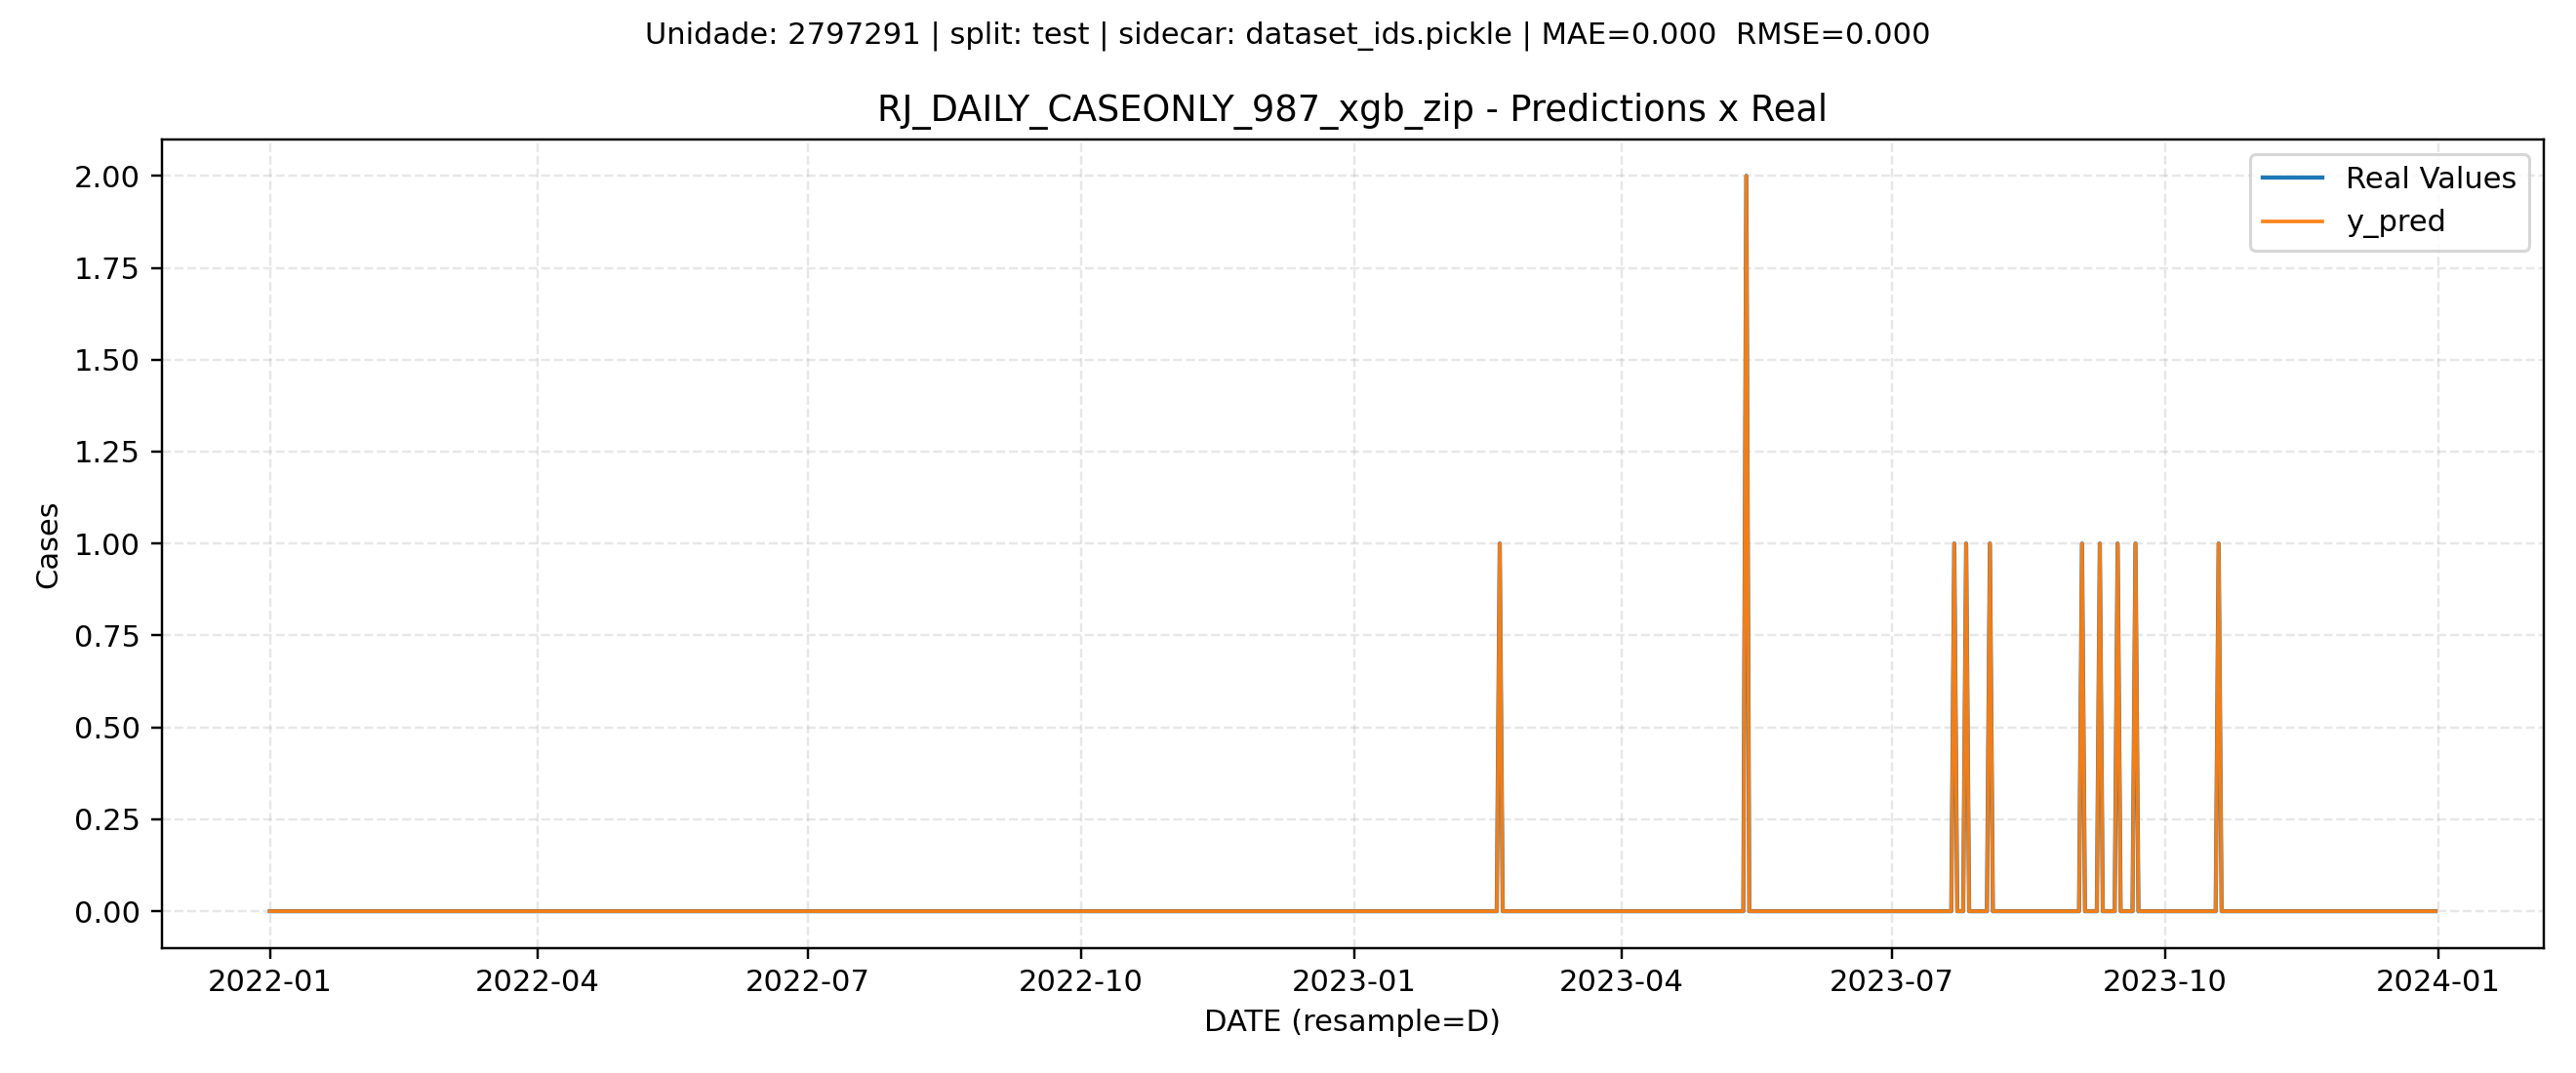 Unidade: 2797291 | split: test | sidecar: dataset_ids.pickle | MAE=0.000  RMSE=0.000
RJ_DAILY_CASEONLY_987_xgb_zip - Predictions x Real
Real Values
y_pred
2.00
1.75
1.50
1.25
1.00
0.75
0.50
0.25
0.00
Cases
2022-01 2022-04 2022-07 2022-10 2023-01 2023-04 2023-07 2023-10 2024-01
DATE (resample=D)